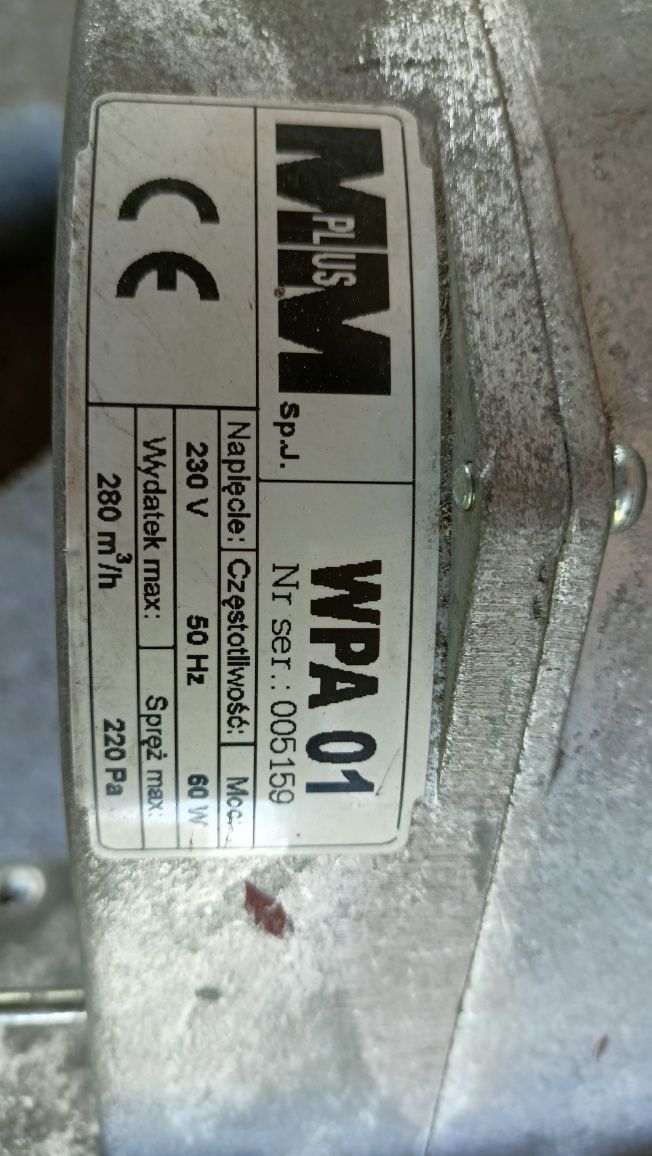 M PLUS M Sp.J.
CE
WPA 01
Nr ser.: 005159
Napięcie: Częstotliwość: Moc:
230 V 50 Hz 60 W
Wydatek max: Spręż max:
280 m³/h 220 Pa